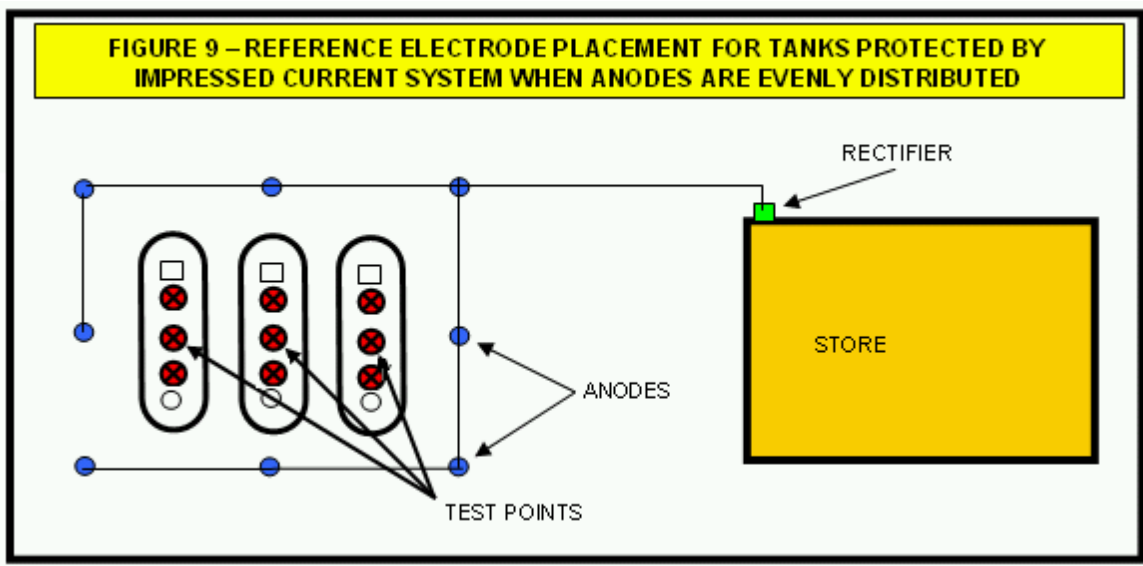 FIGURE 9 – REFERENCE ELECTRODE PLACEMENT FOR TANKS PROTECTED BY
IMPRESSED CURRENT SYSTEM WHEN ANODES ARE EVENLY DISTRIBUTED
RECTIFIER
STORE
ANODES
TEST POINTS